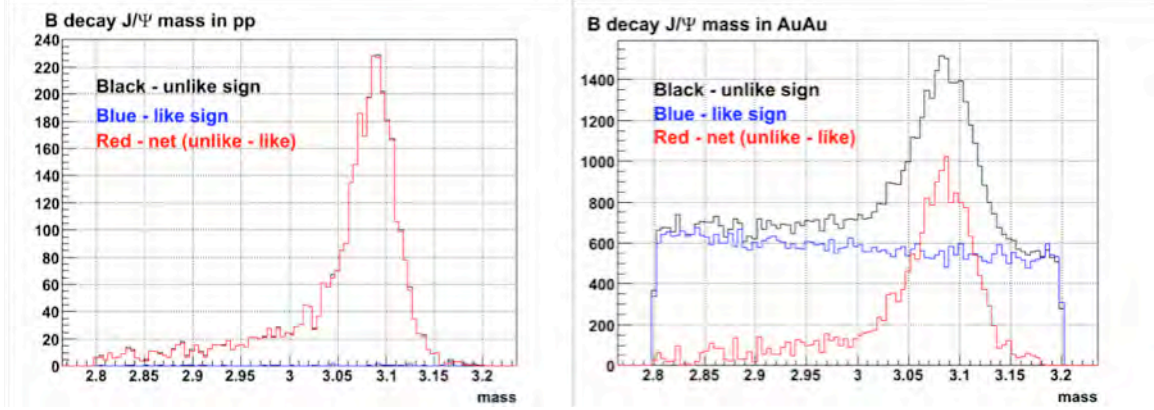 B decay J/Ψ mass in pp
240
220
200
180
160
140
120
100
80
60
40
20
0
Black - unlike sign
Blue - like sign
Red - net (unlike - like)
2.8 2.85 2.9 2.95 3 3.05 3.1 3.15 3.2
mass
B decay J/Ψ mass in AuAu
1400
1200
1000
800
600
400
200
0
Black - unlike sign
Blue - like sign
Red - net (unlike - like)
2.8 2.85 2.9 2.95 3 3.05 3.1 3.15 3.2
mass